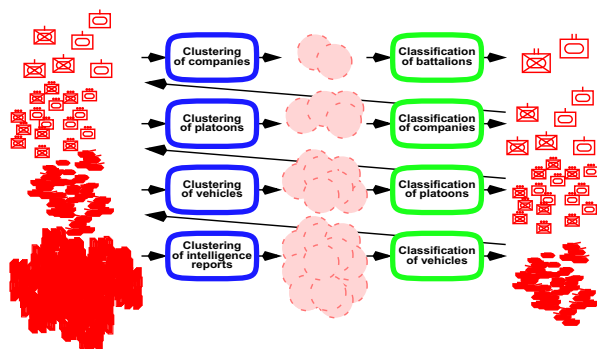 Clustering
of companies
Classification
of battalions
Clustering
of platoons
Classification
of companies
Clustering
of vehicles
Classification
of platoons
Clustering
of intelligence
reports
Classification
of vehicles